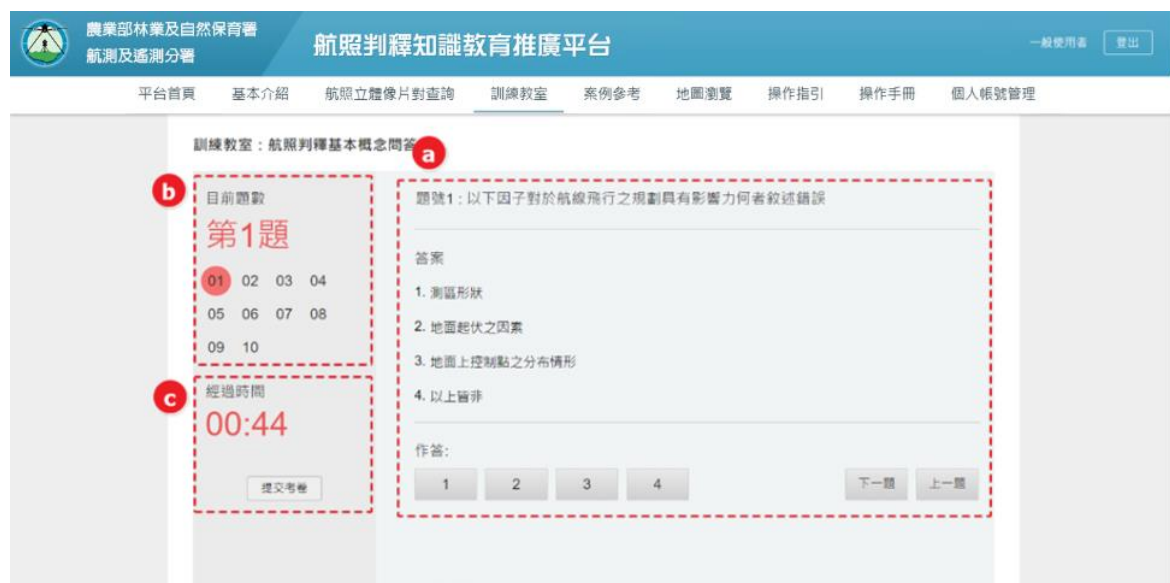 農業部林業及自然保育署
航測及遙測分署
航照判釋知識教育推廣平台
一般使用者
登出
平台首頁 基本介紹 航照立體像片對查詢 訓練教室 案例參考 地圖瀏覽 操作指引 操作手冊 個人帳號管理
訓練教室：航照判釋基本概念問答
a
b
目前題數
第1題
01 02 03 04
05 06 07 08
09 10
c
經過時間
00:44
提交考卷
題號1：以下因子對於航線飛行之規劃具有影響力何者敘述錯誤
答案
1. 測區形狀
2. 地面起伏之因素
3. 地面上控制點之分布情形
4. 以上皆非
作答:
1 2 3 4
下一題 上一題